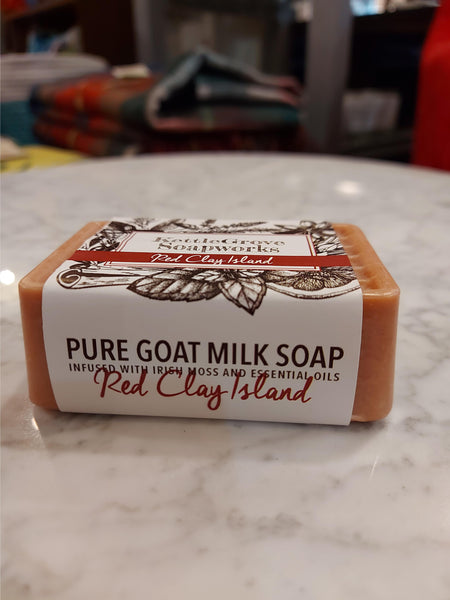 KettleGrove
Soapworks
Red Clay Island
PURE GOAT MILK SOAP
INFUSED WITH IRISH MOSS AND ESSENTIAL OILS
Red Clay Island